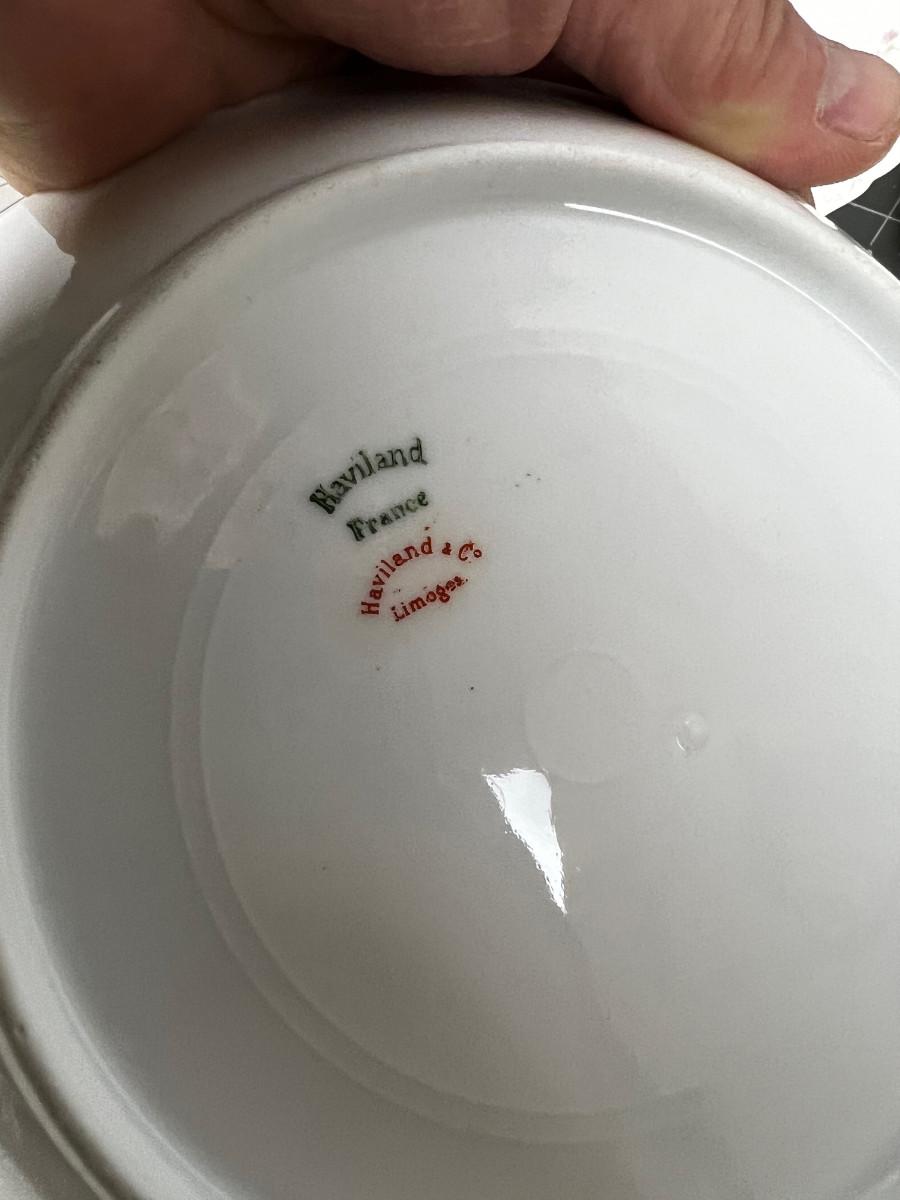 Haviland
France
Haviland & Co
Limoges.